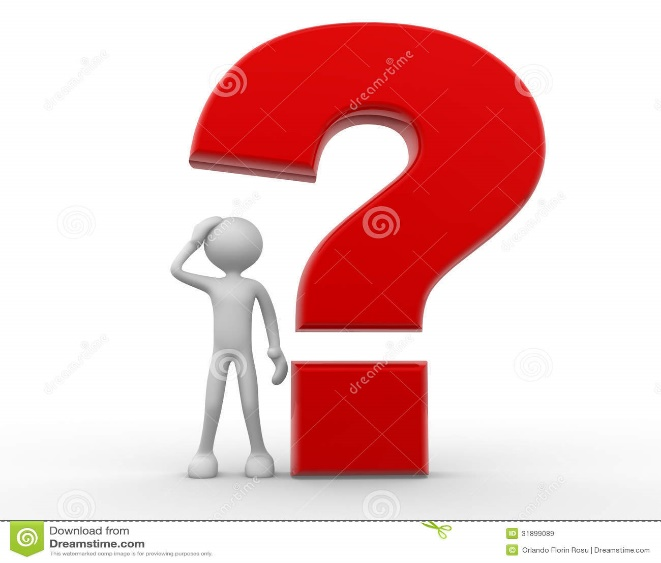 ?
dreamstime
Download from
Dreamstime.com
This watermarked comp image is for previewing purposes only.
31899089
Orlando Florin Rosu | Dreamstime.com